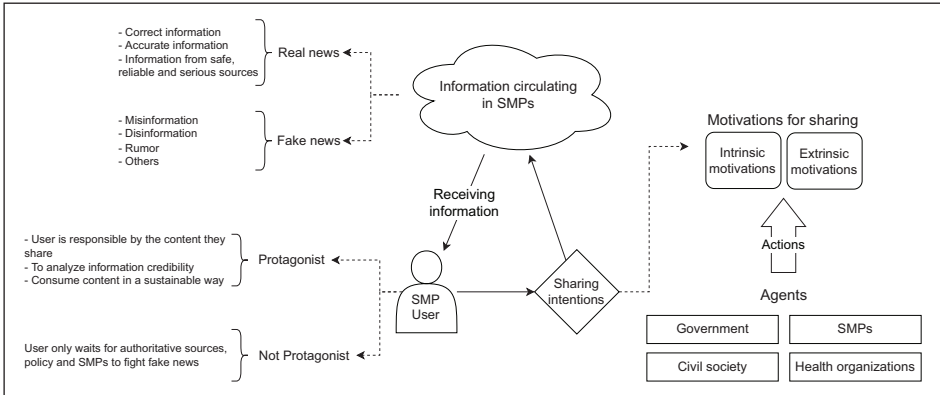 - Correct information
- Accurate information
- Information from safe,
reliable and serious sources
Real news
- Misinformation
- Disinformation
- Rumor
- Others
Fake news
Information circulating
in SMPs
Receiving
information
- User is responsible by the content they
share
- To analyze information credibility
- Consume content in a sustainable way
Protagonist
User only waits for authoritative sources,
policy and SMPs to fight fake news
Not Protagonist
SMP
User
Sharing
intentions
Motivations for sharing
Intrinsic
motivations
Extrinsic
motivations
Actions
Agents
Government
SMPs
Civil society
Health organizations